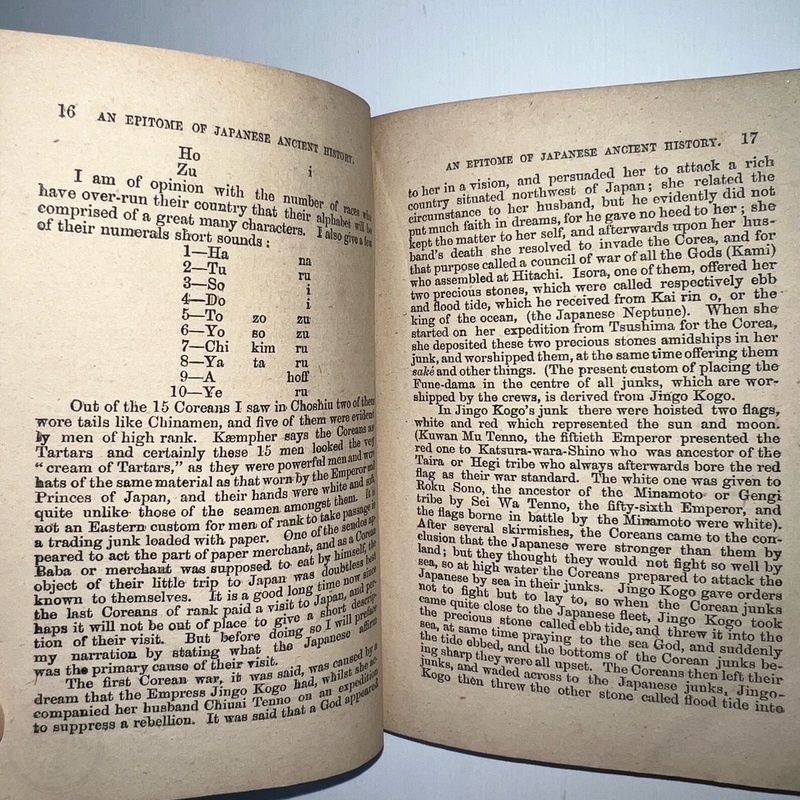 16 AN EPITOME OF JAPANESE ANCIENT HISTORY.
Ho
Zu i
I am of opinion with the number of races who
have over-run their country that their alphabet will be
comprised of a great many characters. I also give a few
of their numerals short sounds :
1—Ha na
2—Tu ru
3—So i
4—Do i
5—To zo zu
6—Yo so zu
7—Chi kim ru
8—Ya ta ru
9—A hoff
10—Ye ru
Out of the 15 Coreans I saw in Choshiu two of them
wore tails like Chinamen, and five of them were evident
ly men of high rank. Kæmpher says the Coreans are
Tartars and certainly these 15 men looked the very
“ cream of Tartars,” as they were powerful men and wore
hats of the same material as that worn by the Emperor and
Princes of Japan, and their hands were white and soft,
quite unlike those of the seamen amongst them. It is
not an Eastern custom for men of rank to take passage in
a trading junk loaded with paper. One of the sendos ap
peared to act the part of paper merchant, and as a Corean
Baba or merchant was supposed to eat by himself, the
object of their little trip to Japan was doubtless best
known to themselves. It is a good long time now since
the last Coreans of rank paid a visit to Japan, and per-
haps it will not be out of place to give a short descrip-
tion of their visit. But before doing so I will preface
my narration by stating what the Japanese affirm
was the primary cause of their visit.
The first Corean war, it was said, was caused by a
dream that the Empress Jingo Kogo had, whilst she ac-
companied her husband Chiuai Tenno on an expedition
to suppress a rebellion. It was said that a God appeared
AN EPITOME OF JAPANESE ANCIENT HISTORY. 17
to her in a vision, and persuaded her to attack a rich
country situated northwest of Japan ; she related the
circumstance to her husband, but he evidently did not
put much faith in dreams, for he gave no heed to her ; she
kept the matter to her self, and afterwards upon her hus-
band's death she resolved to invade the Corea, and for
that purpose called a council of war of all the Gods (Kami)
who assembled at Hitachi. Isora, one of them, offered her
two precious stones, which were called respectively ebb
and flood tide, which he received from Kai rin o, or the
king of the ocean, (the Japanese Neptune). When she
started on her expedition from Tsushima for the Corea,
she deposited these two precious stones amidships in her
junk, and worshipped them, at the same time offering them
saké and other things. (The present custom of placing the
Fune-dama in the centre of all junks, which are wor-
shipped by the crews, is derived from Jingo Kogo.
In Jingo Kogo's junk there were hoisted two flags,
white and red which represented the sun and moon.
(Kuwan Mu Tenno, the fiftieth Emperor presented the
red one to Katsura-wara-Shino who was ancestor of the
Taira or Hegi tribe who always afterwards bore the red
flag as their war standard. The white one was given to
Roku Sono, the ancestor of the Minamoto or Gengi
tribe by Sei Wa Tenno, the fifty-sixth Emperor, and
the flags borne in battle by the Minamoto were white).
After several skirmishes, the Coreans came to the con-
clusion that the Japanese were stronger than them by
land ; but they thought they would not fight so well by
sea, so at high water the Coreans prepared to attack the
Japanese by sea in their junks. Jingo Kogo gave orders
not to fight but to lay to, so when the Corean junks
came quite close to the Japanese fleet, Jingo Kogo took
the precious stone called ebb tide, and threw it into the
sea, at same time praying to the sea God, and suddenly
the tide ebbed, and the bottoms of the Corean junks be-
ing sharp they were all upset. The Coreans then left their
junks, and waded across to the Japanese junks, Jingo-
Kogo then threw the other stone called flood tide into